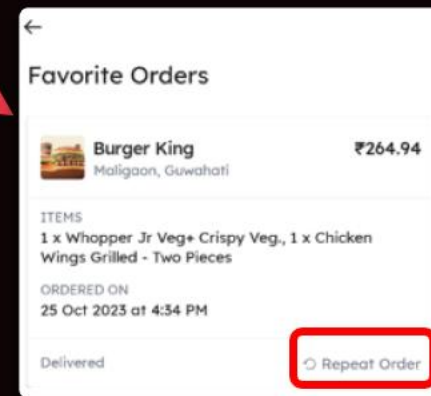 Favorite Orders
Burger King
₹264.94
Maligaon, Guwahati
ITEMS
1 x Whopper Jr Veg+ Crispy Veg., 1 x Chicken
Wings Grilled - Two Pieces
ORDERED ON
25 Oct 2023 at 4:34 PM
Delivered
Repeat Order